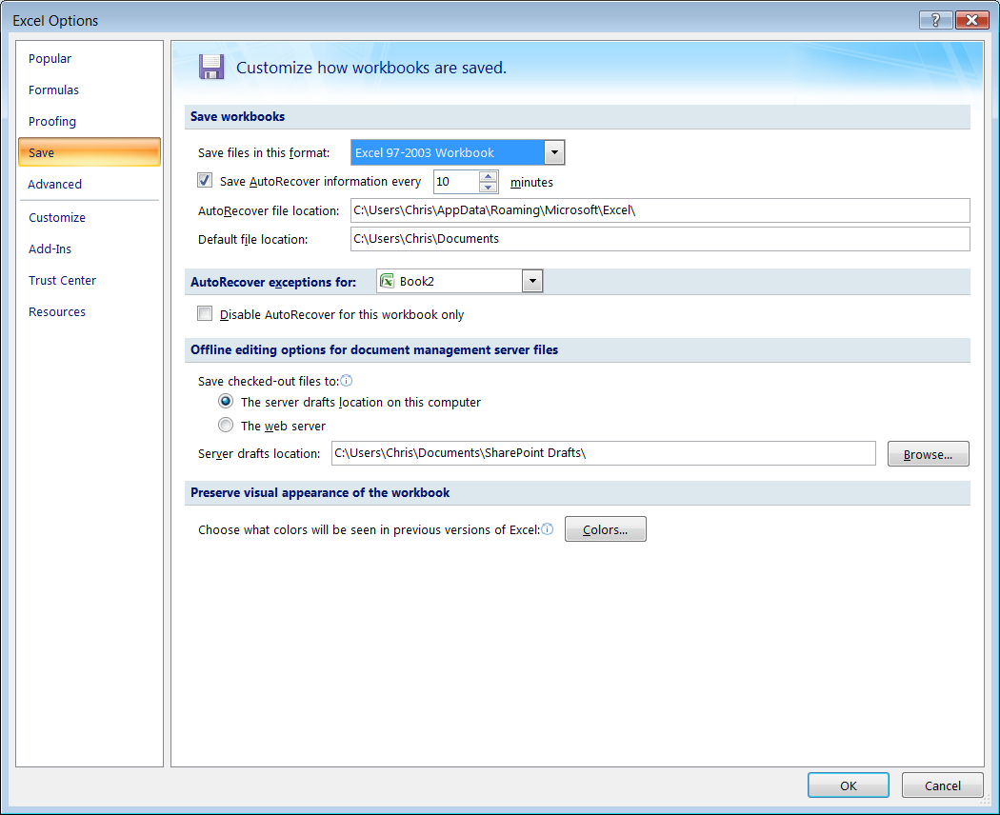 Excel Options
Popular
Formulas
Proofing
Save
Advanced
Customize
Add-Ins
Trust Center
Resources
Customize how workbooks are saved.
Save workbooks
Save files in this format: Excel 97-2003 Workbook
Save AutoRecover information every 10 minutes
AutoRecover file location: C:\Users\Chris\AppData\Roaming\Microsoft\Excel\
Default file location: C:\Users\Chris\Documents
AutoRecover exceptions for: Book2
Disable AutoRecover for this workbook only
Offline editing options for document management server files
Save checked-out files to:
The server drafts location on this computer
The web server
Server drafts location: C:\Users\Chris\Documents\SharePoint Drafts\ Browse...
Preserve visual appearance of the workbook
Choose what colors will be seen in previous versions of Excel: Colors...
OK Cancel